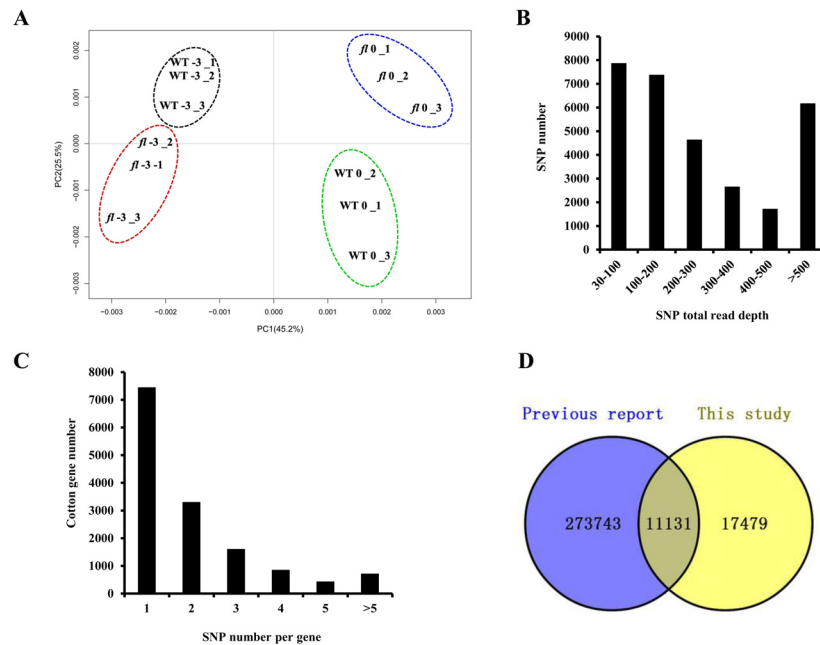 A
PC2(25.5%)
0.002
0.001
0.000
−0.001
−0.002
−0.003
WT -3 _1
WT -3 _2
WT -3 _3
fl -3 _2
fl -3 -1
fl -3 _3
fl 0 _1
fl 0 _2
fl 0 _3
WT 0 _2
WT 0 _1
WT 0 _3
−0.003
−0.002
−0.001
0.000
0.001
0.002
0.003
PC1(45.2%)
B
SNP number
9000
8000
7000
6000
5000
4000
3000
2000
1000
0
30-100
100-200
200-300
300-400
400-500
>500
SNP total read depth
C
Cotton gene number
8000
7000
6000
5000
4000
3000
2000
1000
0
1
2
3
4
5
>5
SNP number per gene
D
Previous report
This study
273743
11131
17479